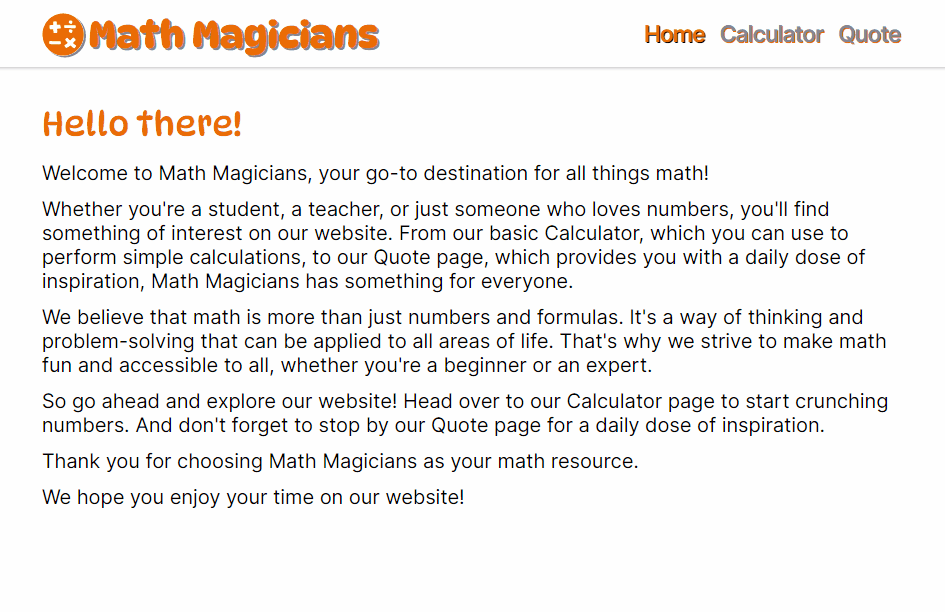 Math Magicians
Home Calculator Quote
Hello there!
Welcome to Math Magicians, your go-to destination for all things math!
Whether you're a student, a teacher, or just someone who loves numbers, you'll find
something of interest on our website. From our basic Calculator, which you can use to
perform simple calculations, to our Quote page, which provides you with a daily dose of
inspiration, Math Magicians has something for everyone.
We believe that math is more than just numbers and formulas. It's a way of thinking and
problem-solving that can be applied to all areas of life. That's why we strive to make math
fun and accessible to all, whether you're a beginner or an expert.
So go ahead and explore our website! Head over to our Calculator page to start crunching
numbers. And don't forget to stop by our Quote page for a daily dose of inspiration.
Thank you for choosing Math Magicians as your math resource.
We hope you enjoy your time on our website!